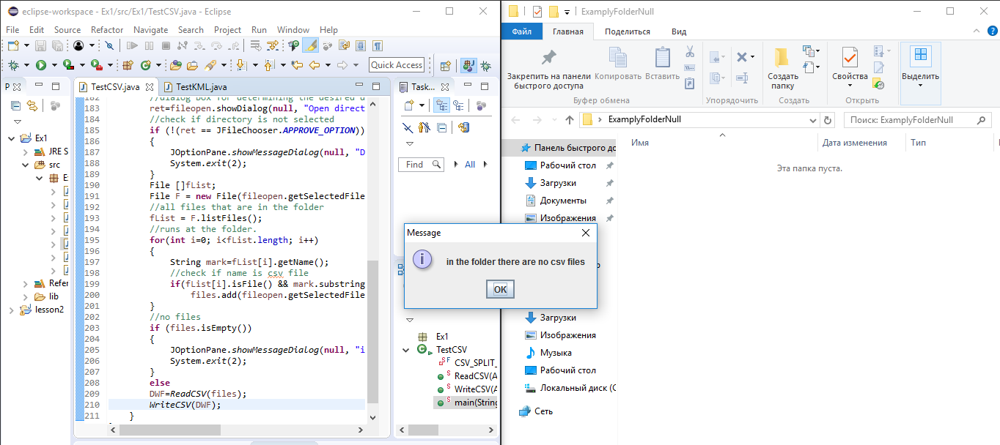 eclipse-workspace - Ex1/src/Ex1/TestCSV.java - Eclipse
File Edit Source Refactor Navigate Search Project Run Window Help
Quick Access
P
TestCSV.java
TestKML.java
Task...
Ex1
JRE S
src
E
Refer
lib
lesson2
182 //dialog box for determining the desired d
183 ret=fileopen.showDialog(null, "Open direct
184 //check if directory is not selected
185 if (!(ret == JFileChooser.APPROVE_OPTION))
186 {
187 JOptionPane.showMessageDialog(null, "D
188 System.exit(2);
189 }
190 File []fList;
191 File F = new File(fileopen.getSelectedFile
192 //all files that are in the folder
193 fList = F.listFiles();
194 //runs at the folder.
195 for(int i=0; i<fList.length; i++)
196 {
197 String mark=fList[i].getName();
198 //check if name is csv file
199 if(fList[i].isFile() && mark.substring
200 files.add(fileopen.getSelectedFile
201 }
202 //no files
203 if (files.isEmpty())
204 {
205 JOptionPane.showMessageDialog(null, "i
206 System.exit(2);
207 }
208 else
209 DWF=ReadCSV(files);
210 WriteCSV(DWF);
211 }
Find
All
Ex1
TestCSV
CSV_SPLIT_
ReadCSV(A
WriteCSV(A
main(String
Message
in the folder there are no csv files
OK
ExamplyFolderNull
Файл Главная Поделиться Вид
Закрепить на панели
быстрого доступа
Копировать
Вставить
Буфер обмена
Упорядочить
Создать
папку
Создать
Свойства
Открыть
Выделить
ExamplyFolderNull
Поиск: ExamplyFolderNull
Имя Дата изменения Тип
Эта папка пуста.
Панель быстрого до
Рабочий стол
Загрузки
Документы
Изображения
Загрузки
Изображения
Музыка
Рабочий стол
Локальный диск (C
Сеть